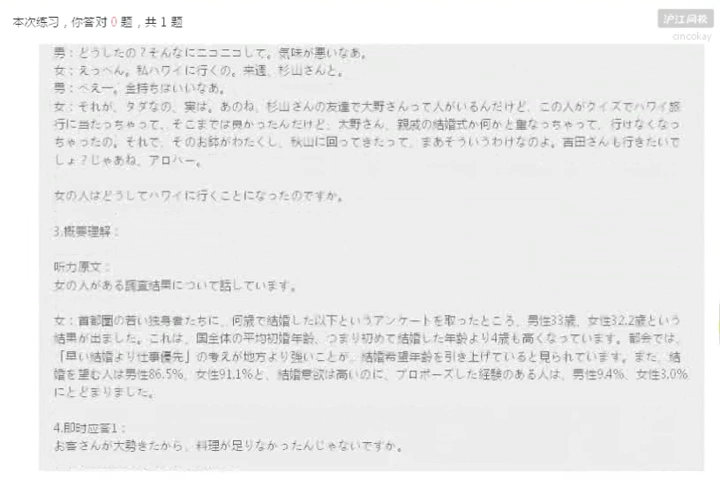 本次练习，你答对 0 题，共 1 题
沪江网校
oncokay
男：どうしたの？そんなにニコニコして。気味が悪いなあ。
女：えっへん。私ハワイに行くの。来週、杉山さんと。
男：へえー。金持ちはいいなあ。
女：それが、タダなの、実は。あのね、杉山さんの友達で大野さんって人がいるんだけど、この人がクイズでハワイ旅
行に当たっちゃって、そこまでは良かったんだけど、大野さん、親戚の結婚式か何かと重なっちゃって、行けなくなっ
ちゃったの。それで、そのお鉢がわたくし、秋山に回ってきたって、まあそういうわけなのよ。吉田さんも行きたいで
しょ？じゃあね、アロハー。
女の人はどうしてハワイに行くことになったのですか。
3.概要理解：
听力原文：
女の人がある調査結果について話しています。
女：首都圏の若い独身者たちに、何歳で結婚した以下というアンケートを取ったところ、男性33歳、女性32.2歳という
結果が出ました。これは、国全体の平均初婚年齢、つまり初めて結婚した年齢より4歳も高くなっています。都会では、
「早い結婚より仕事優先」の考えが地方より強いことが、結婚希望年齢を引き上げていると見られています。また、結
婚を望む人は男性86.5%、女性91.1%と、結婚意欲は高いのに、プロポーズした経験のある人は、男性9.4%、女性3.0%
にとどまりました。
4.即时应答1：
お客さんが大勢きたから、料理が足りなかったんじゃないですか。